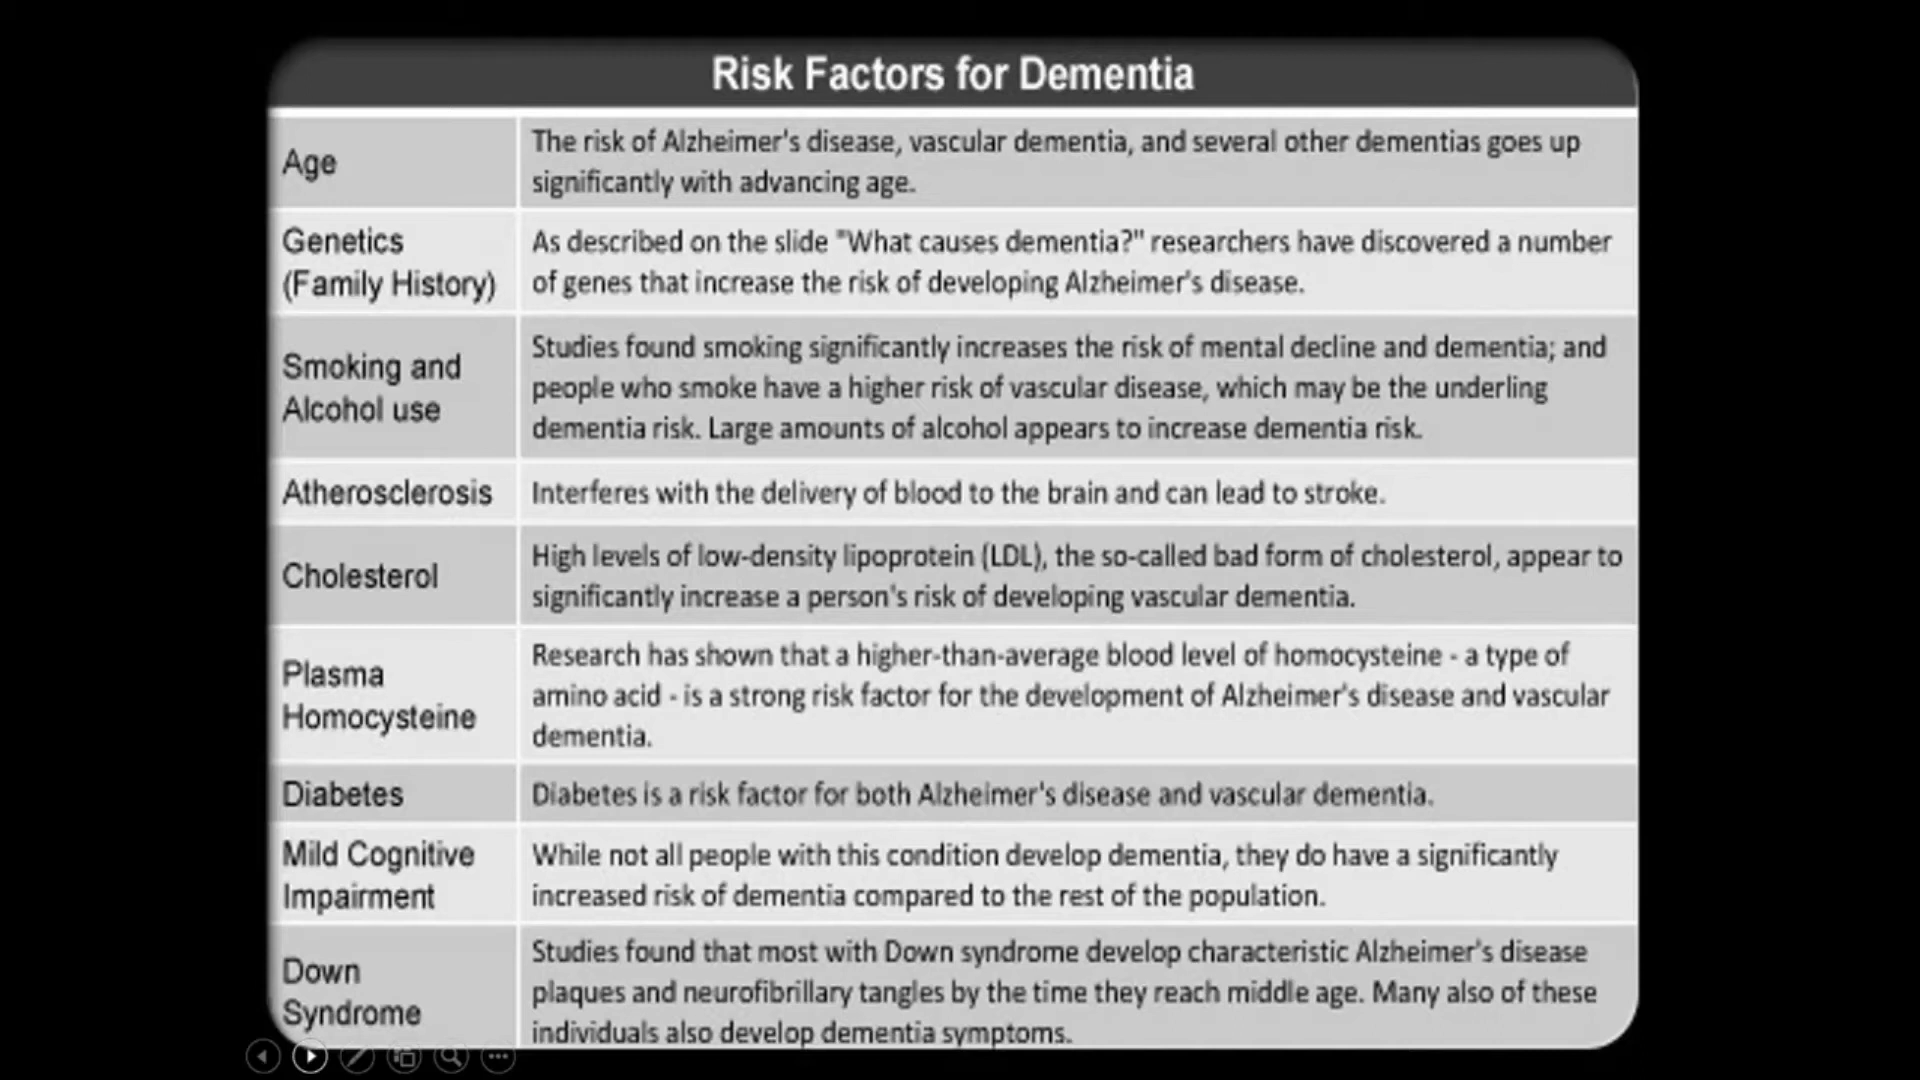 Risk Factors for Dementia
Age
The risk of Alzheimer's disease, vascular dementia, and several other dementias goes up
significantly with advancing age.
Genetics
(Family History)
As described on the slide "What causes dementia?" researchers have discovered a number
of genes that increase the risk of developing Alzheimer's disease.
Smoking and
Alcohol use
Studies found smoking significantly increases the risk of mental decline and dementia; and
people who smoke have a higher risk of vascular disease, which may be the underling
dementia risk. Large amounts of alcohol appears to increase dementia risk.
Atherosclerosis
Interferes with the delivery of blood to the brain and can lead to stroke.
Cholesterol
High levels of low-density lipoprotein (LDL), the so-called bad form of cholesterol, appear to
significantly increase a person's risk of developing vascular dementia.
Plasma
Homocysteine
Research has shown that a higher-than-average blood level of homocysteine - a type of
amino acid - is a strong risk factor for the development of Alzheimer's disease and vascular
dementia.
Diabetes
Diabetes is a risk factor for both Alzheimer's disease and vascular dementia.
Mild Cognitive
Impairment
While not all people with this condition develop dementia, they do have a significantly
increased risk of dementia compared to the rest of the population.
Down
Syndrome
Studies found that most with Down syndrome develop characteristic Alzheimer's disease
plaques and neurofibrillary tangles by the time they reach middle age. Many also of these
individuals also develop dementia symptoms.